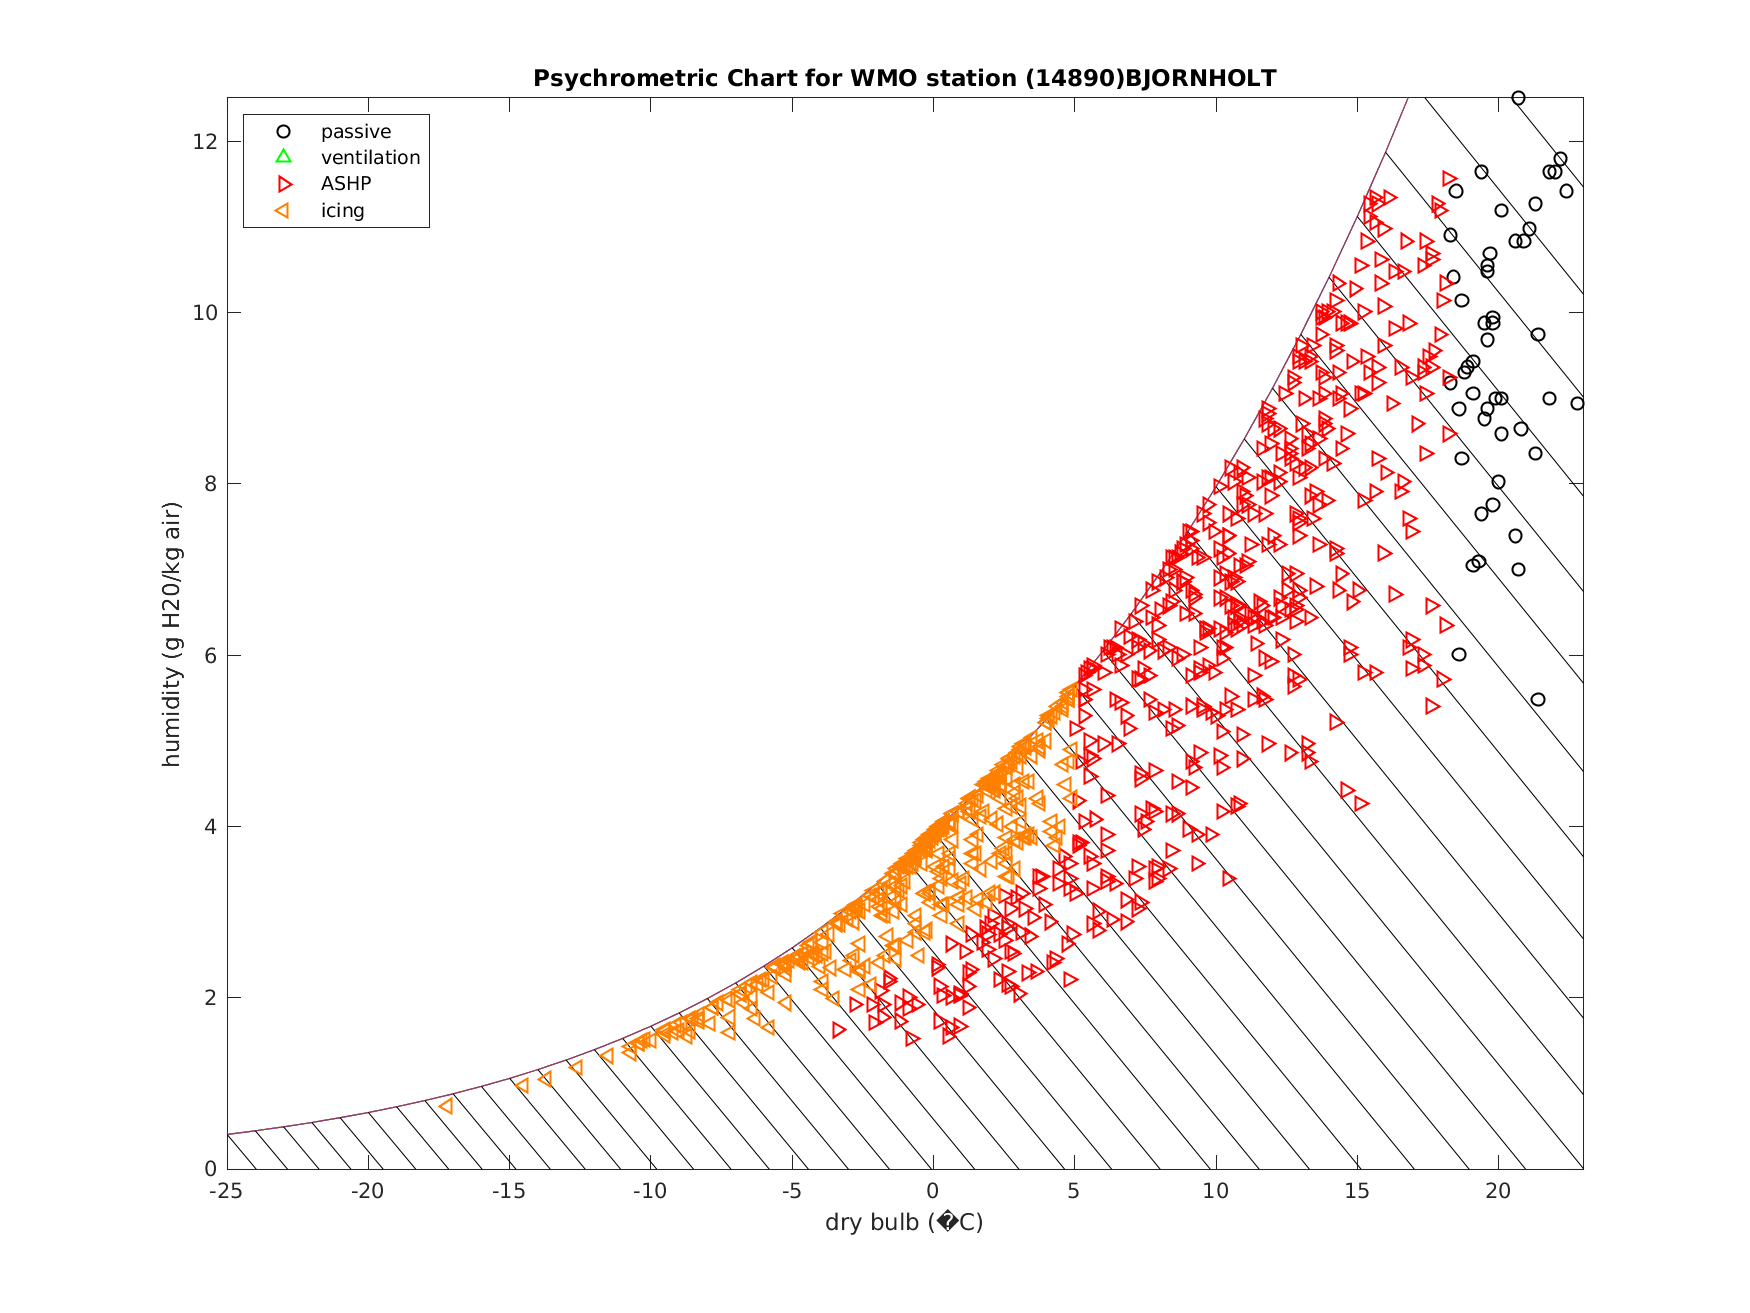 Psychrometric Chart for WMO station (14890)BJORNHOLT
passive
ventilation
ASHP
icing
humidity (g H20/kg air)
12
10
8
6
4
2
0
-25 -20 -15 -10 -5 0 5 10 15 20
dry bulb (�C)